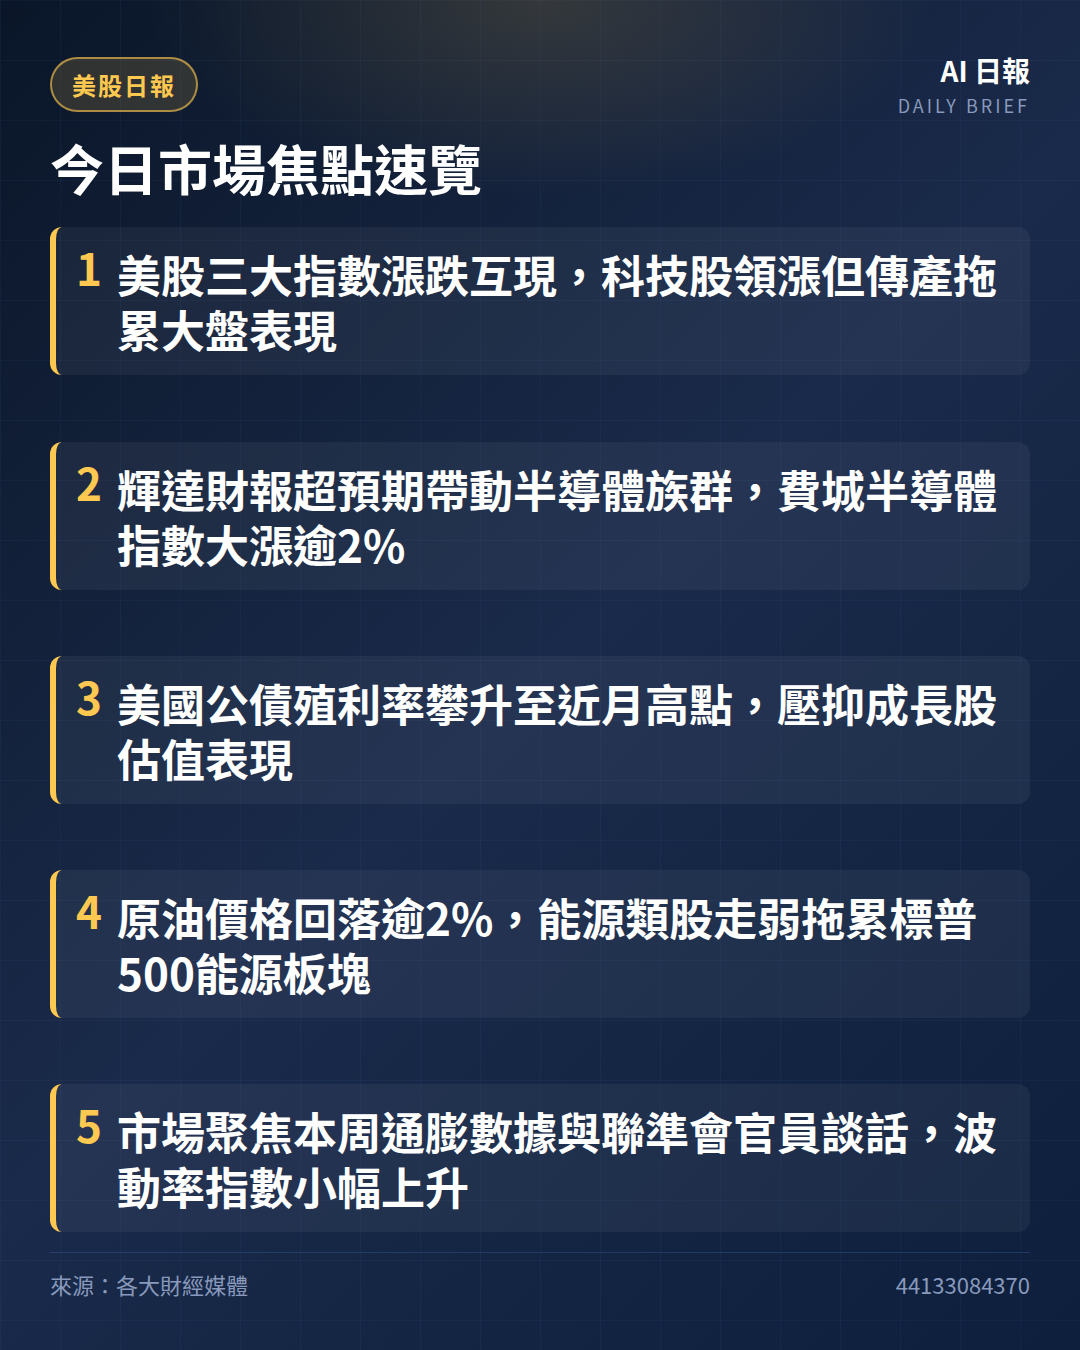 美股日報
AI 日報
DAILY BRIEF
今日市場焦點速覽
1 美股三大指數漲跌互現，科技股領漲但傳產拖
累大盤表現
2 輝達財報超預期帶動半導體族群，費城半導體
指數大漲逾2%
3 美國公債殖利率攀升至近月高點，壓抑成長股
估值表現
4 原油價格回落逾2%，能源類股走弱拖累標普
500能源板塊
5 市場聚焦本周通膨數據與聯準會官員談話，波
動率指數小幅上升
來源：各大財經媒體
44133084370